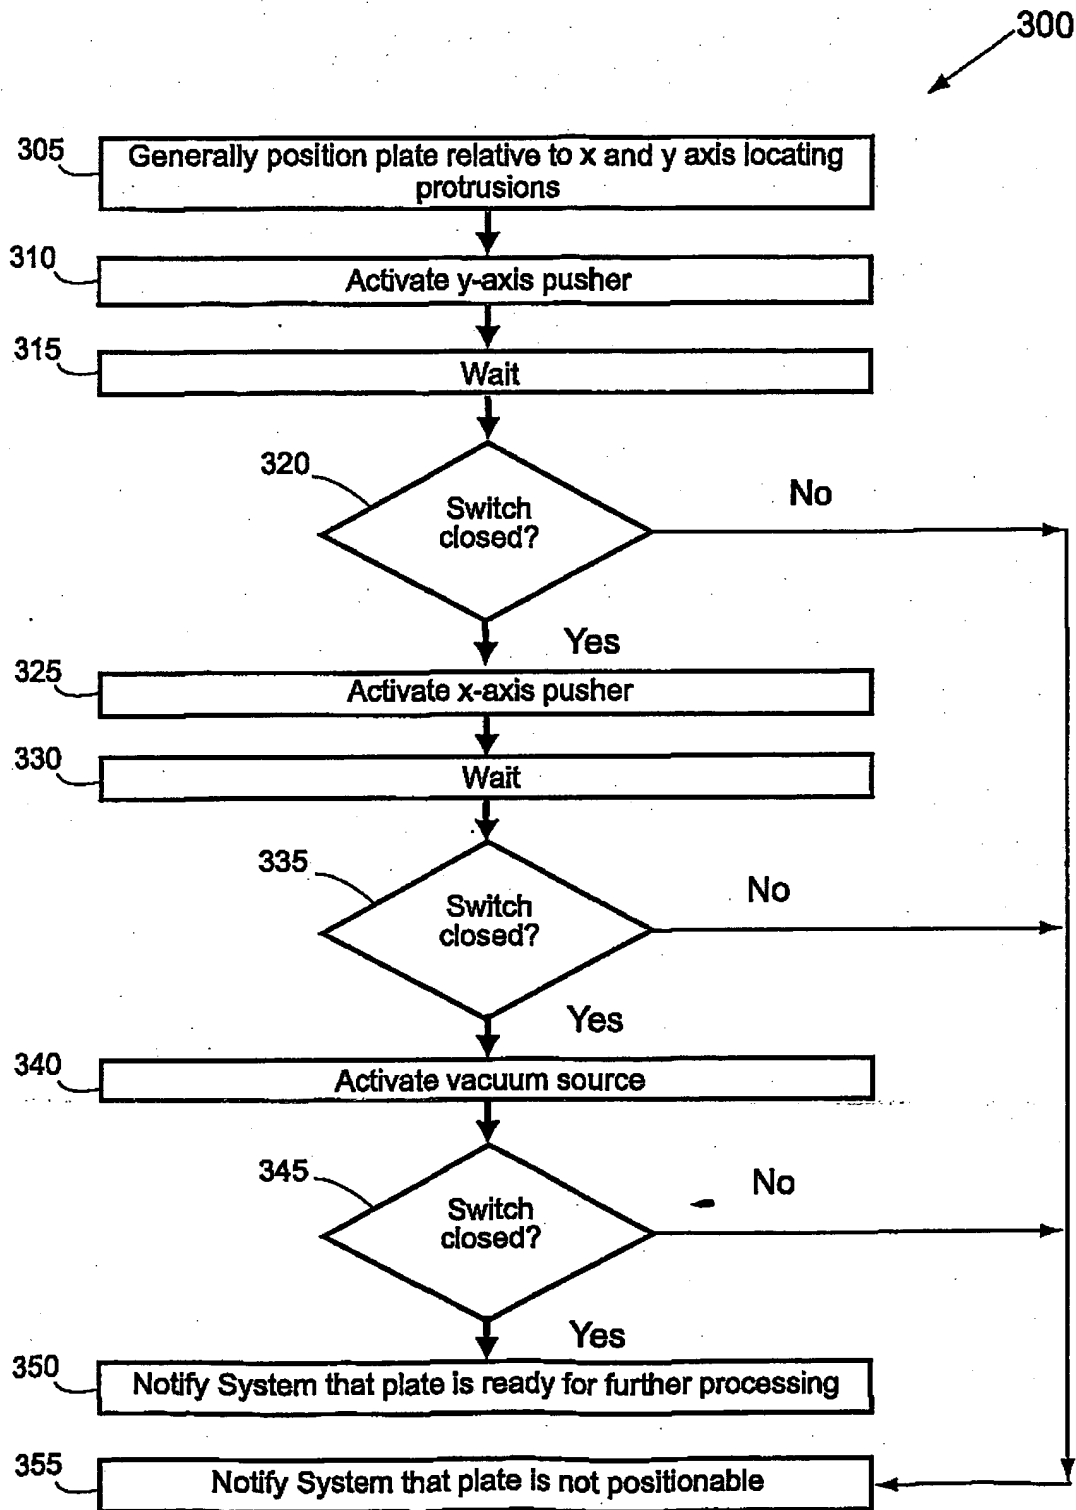 300
305
Generally position plate relative to x and y axis locating
protrusions
310
Activate y-axis pusher
315
Wait
320
Switch
closed?
No
Yes
325
Activate x-axis pusher
330
Wait
335
Switch
closed?
No
Yes
340
Activate vacuum source
345
Switch
closed?
No
Yes
350
Notify System that plate is ready for further processing
355
Notify System that plate is not positionable